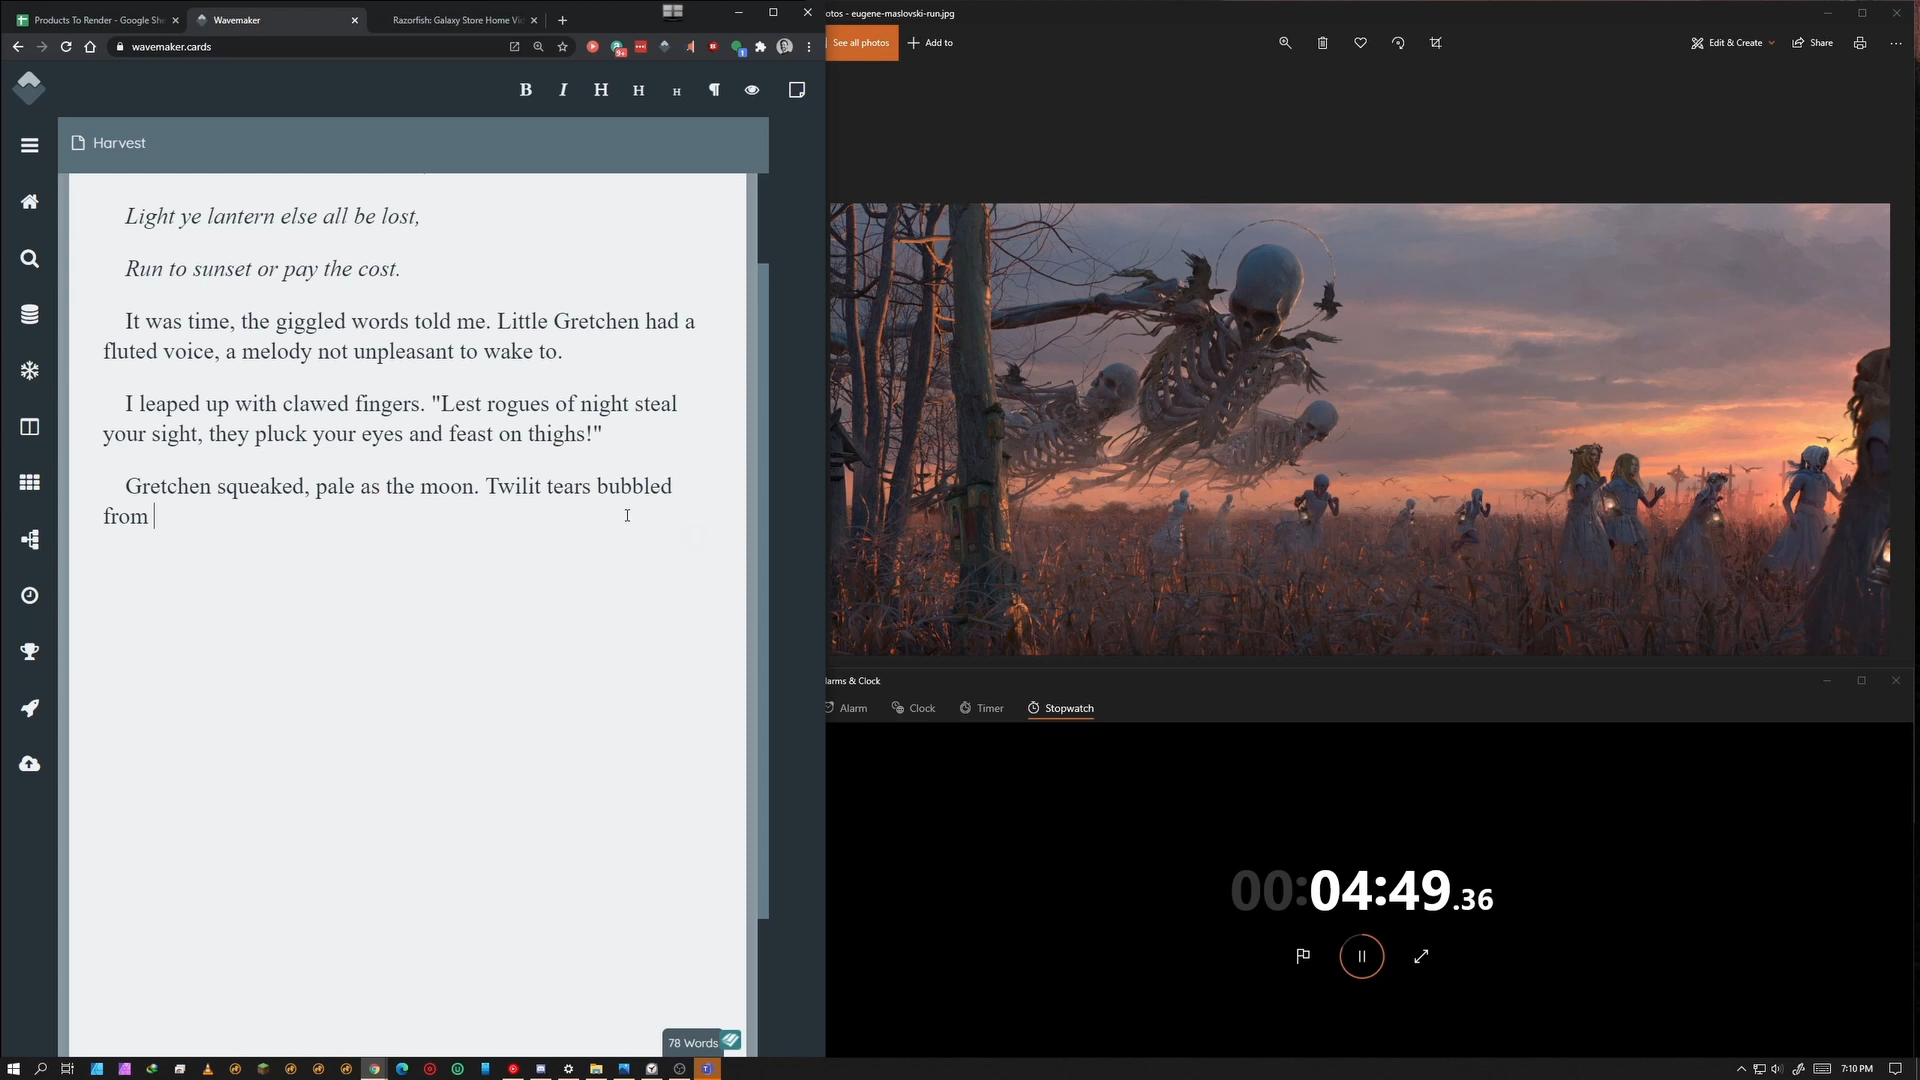 Products To Render - Google She
Wavemaker
Razorfish: Galaxy Store Home Vi
wavemaker.cards
9+
1
B I H H H ¶
Harvest
Light ye lantern else all be lost,
Run to sunset or pay the cost.
It was time, the giggled words told me. Little Gretchen had a
fluted voice, a melody not unpleasant to wake to.
I leaped up with clawed fingers. "Lest rogues of night steal
your sight, they pluck your eyes and feast on thighs!"
Gretchen squeaked, pale as the moon. Twilit tears bubbled
from
78 Words
otos - eugene-maslovski-run.jpg
See all photos
Add to
Edit & Create
Share
larms & Clock
Alarm
Clock
Timer
Stopwatch
00:04:49.36
7:10 PM